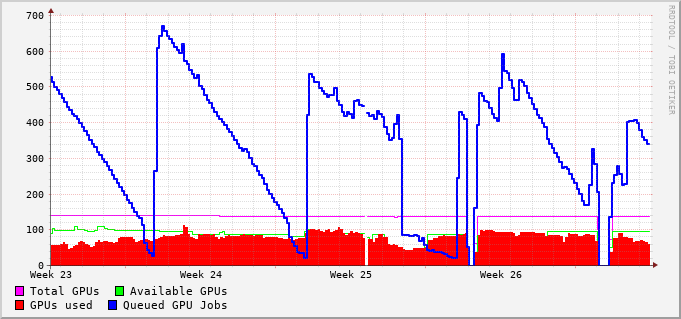 700
600
500
400
300
200
100
0
Week 23 Week 24 Week 25 Week 26
Total GPUs Available GPUs
GPUs used Queued GPU Jobs
RRDTOOL / TOBI OETIKER